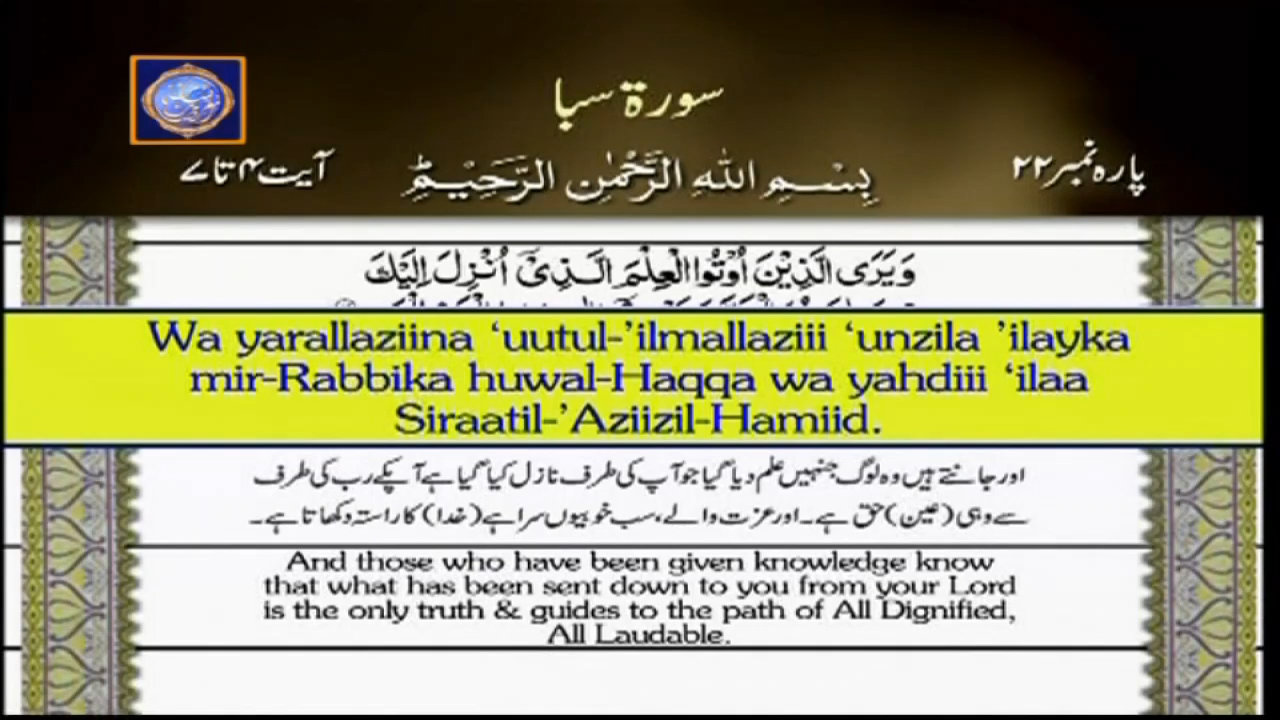 سورۃ سبا
پارہ نمبر ۲۲
بِسْمِ اللهِ الرَّحْمٰنِ الرَّحِيْمِ
آیت ۴ تا ۷
وَيَرَى الَّذِيْنَ اُوْتُوا الْعِلْمَ الَّذِيْٓ اُنْزِلَ اِلَيْكَ
Wa yarallaziina ‘uutul-’ilmallaziii ‘unzila ’ilayka
mir-Rabbika huwal-Haqqa wa yahdiii ‘ilaa
Siraatil-’Aziizil-Hamiid.
اور جانتے ہیں وہ لوگ جنہیں علم دیا گیا جو آپ کی طرف نازل کیا گیا ہے آپکے رب کی طرف
سے وہی (عین) حق ہے۔ اور عزت والے، سب خوبیوں سراہے (خدا) کا راستہ دکھاتا ہے۔
And those who have been given knowledge know
that what has been sent down to you from your Lord
is the only truth & guides to the path of All Dignified,
All Laudable.